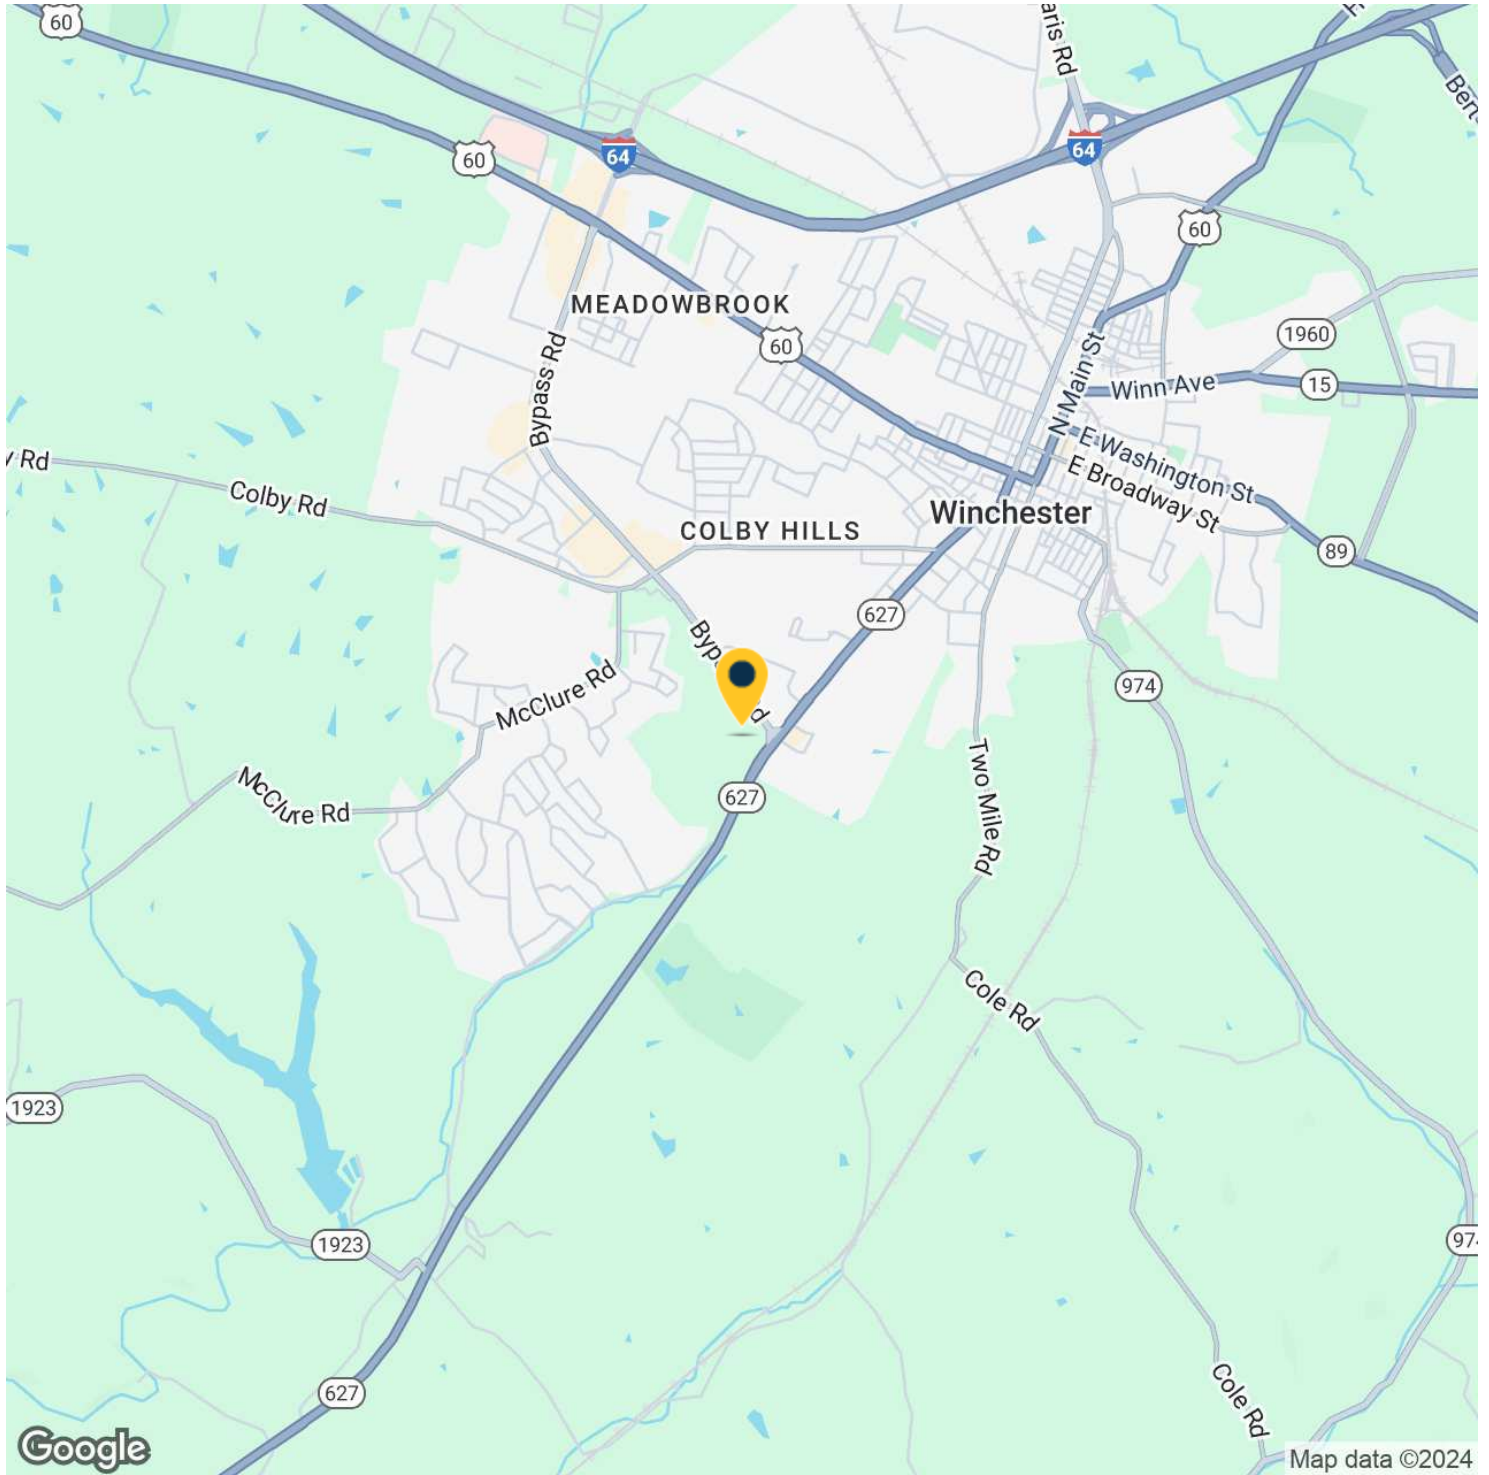 60
aris Rd
64
64
60
60
60
MEADOWBROOK
1960
Bypass Rd
N Main St
Winn Ave
15
y Rd
Colby Rd
E Washington St
E Broadway St
Winchester
COLBY HILLS
89
627
McClure Rd
974
McClure Rd
627
Two Mile Rd
Cole Rd
1923
1923
974
627
Cole Rd
Google
Map data ©2024